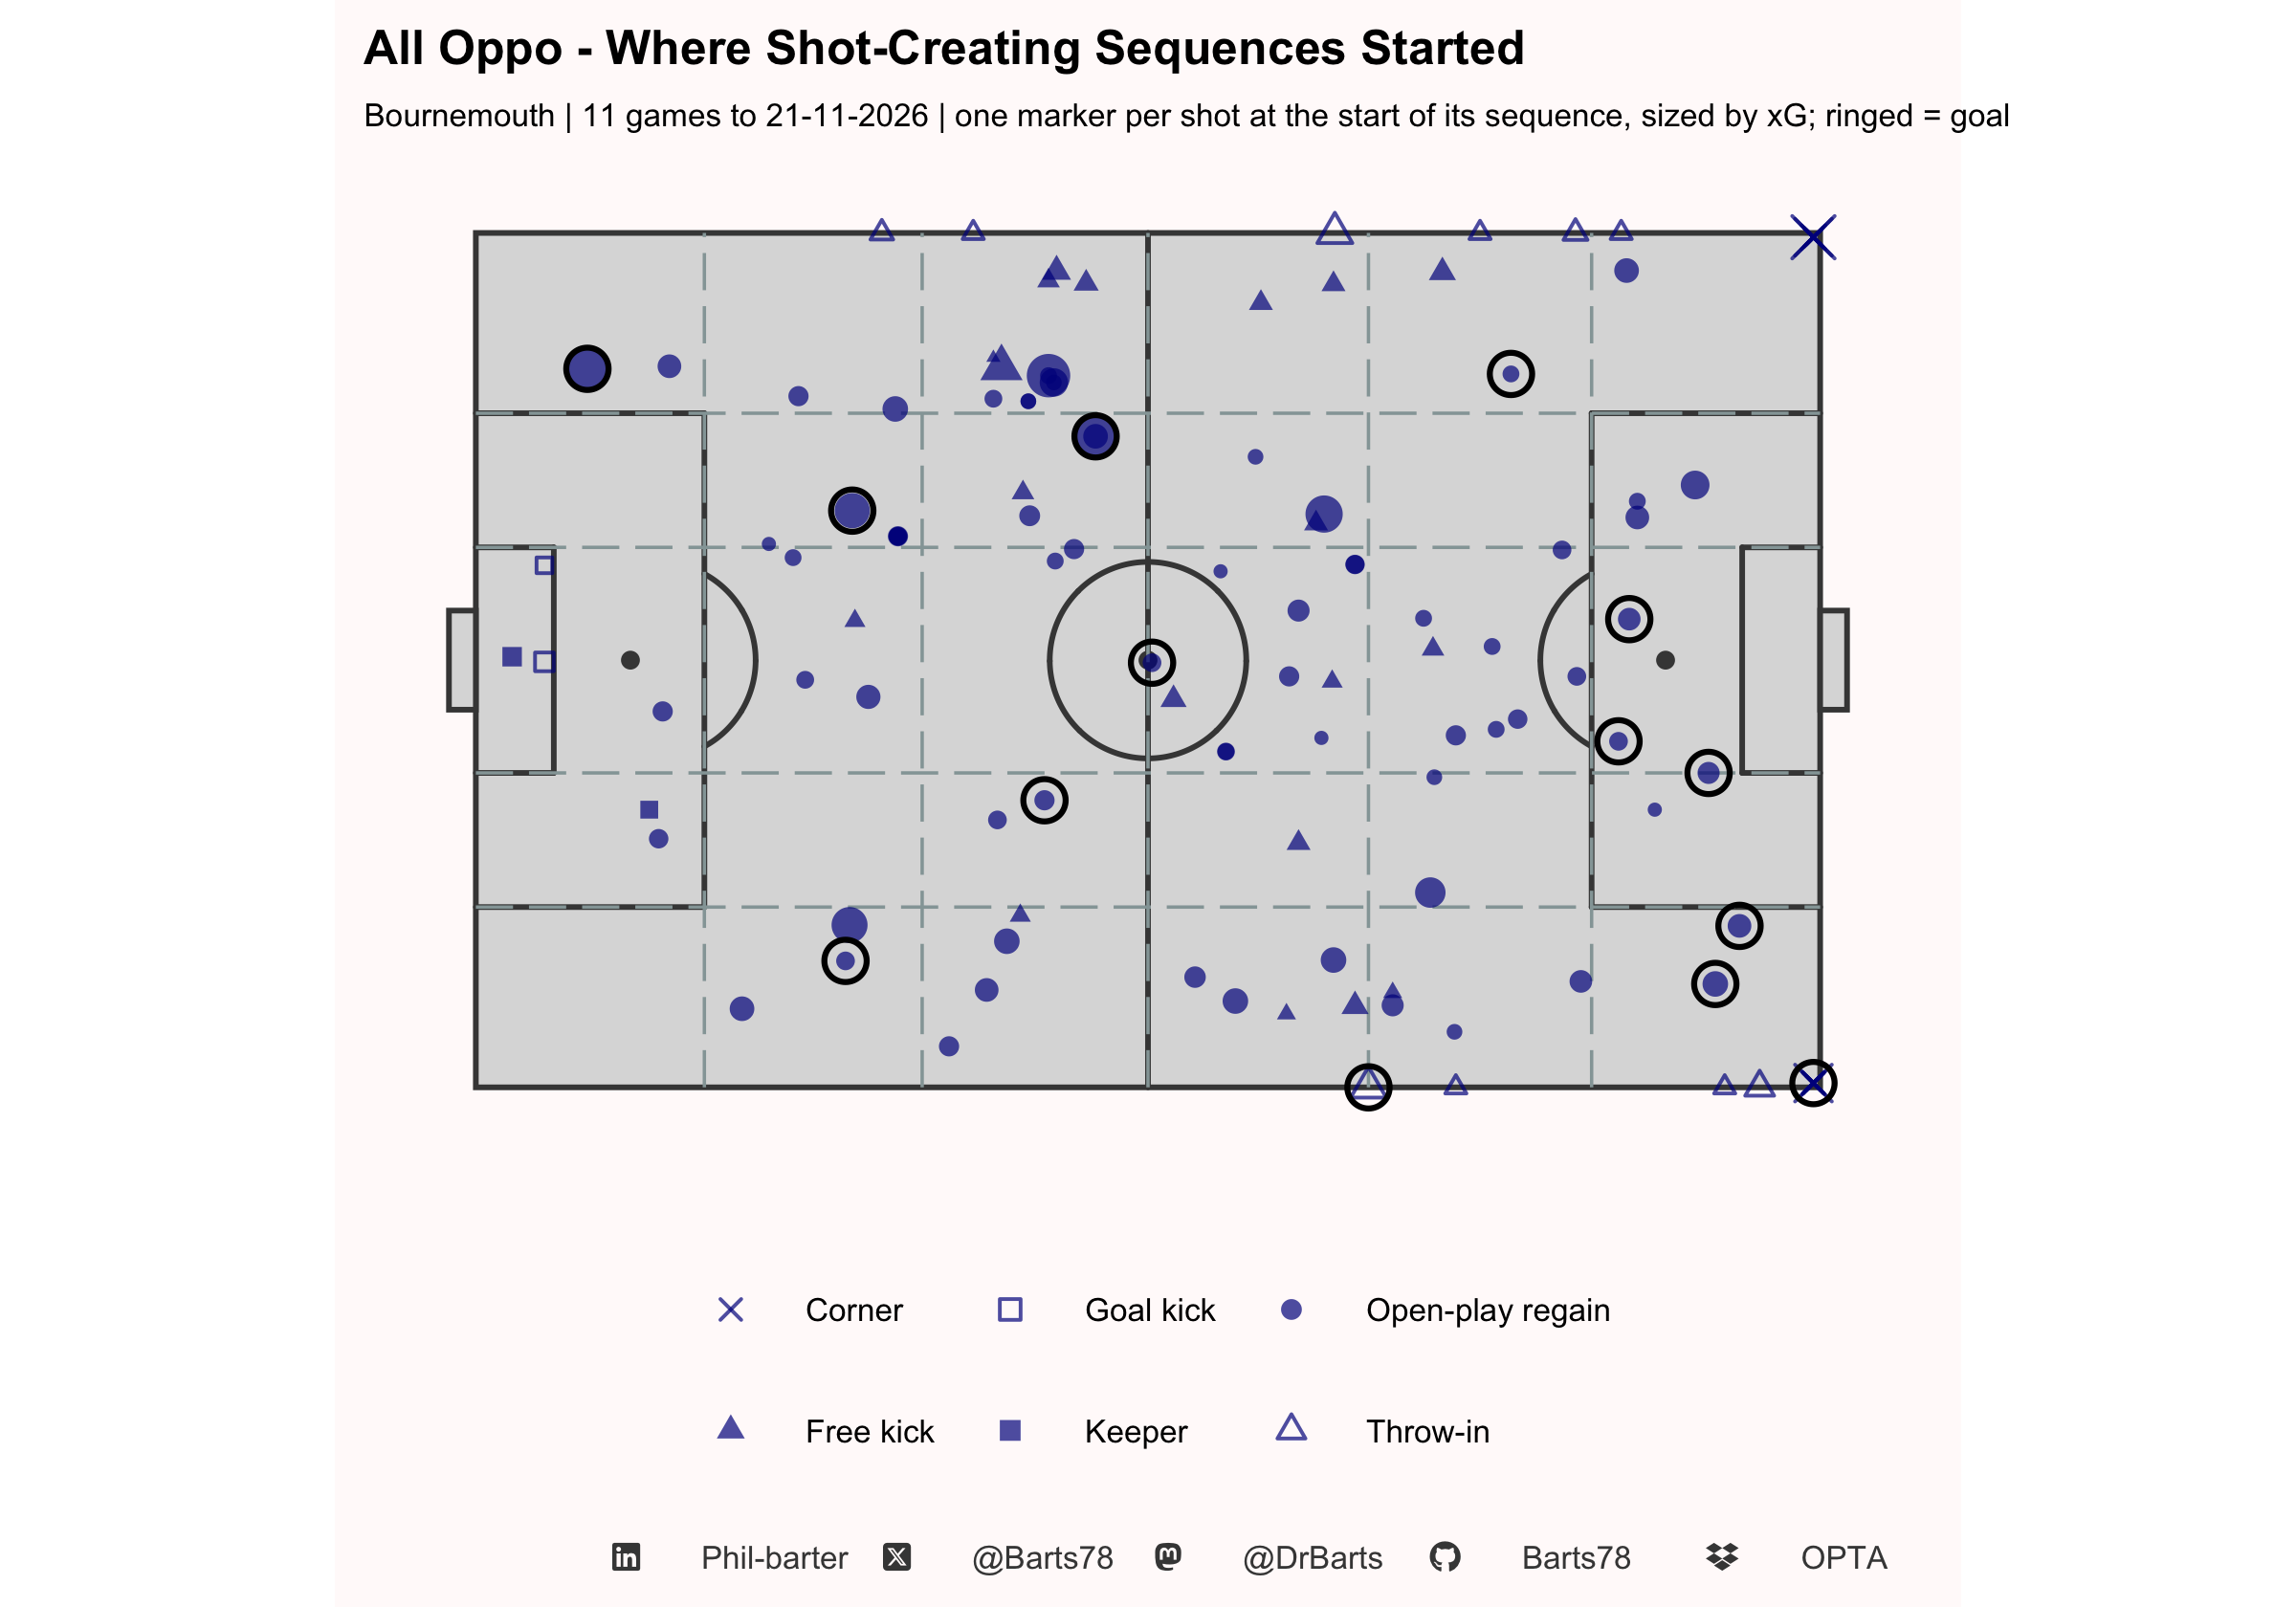 All Oppo - Where Shot-Creating Sequences Started
Bournemouth | 11 games to 21-11-2026 | one marker per shot at the start of its sequence, sized by xG; ringed = goal
Corner Goal kick Open-play regain
Free kick Keeper Throw-in
Phil-barter @Barts78 @DrBarts Barts78 OPTA